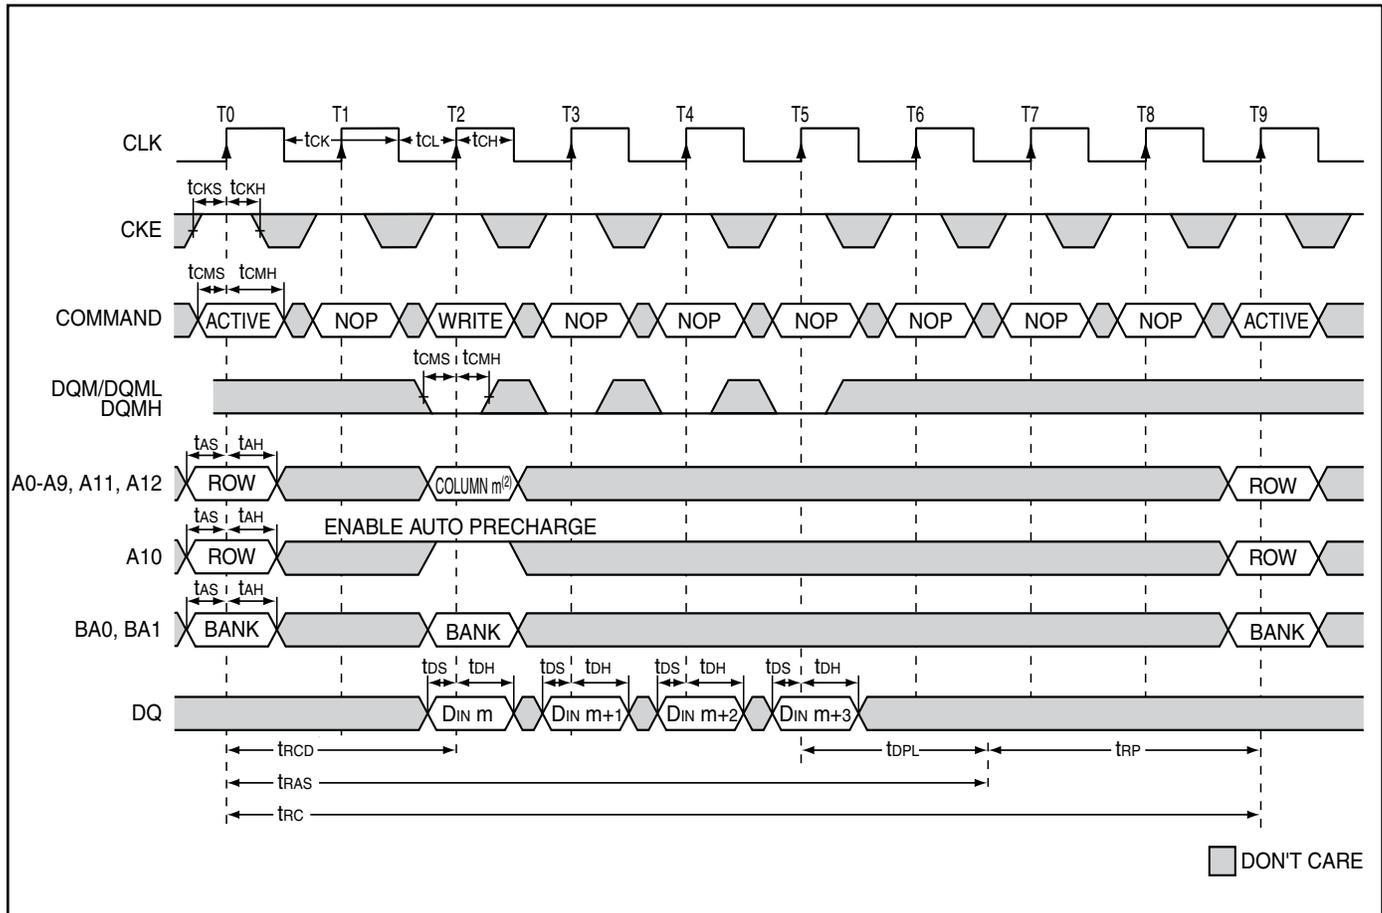 T0 T1 T2 T3 T4 T5 T6 T7 T8 T9
CLK tCK tCL tCH
tCKS tCKH
CKE
tCMS tCMH
COMMAND ACTIVE NOP WRITE NOP NOP NOP NOP NOP NOP ACTIVE
tCMS tCMH
DQM/DQML
DQMH
tAS tAH
A0-A9, A11, A12 ROW COLUMN m(2) ROW
tAS tAH ENABLE AUTO PRECHARGE
A10 ROW ROW
tAS tAH
BA0, BA1 BANK BANK BANK
tDS tDH tDS tDH tDS tDH tDS tDH
DQ DIN m DIN m+1 DIN m+2 DIN m+3
tRCD tDPL tRP
tRAS
tRC
DON'T CARE